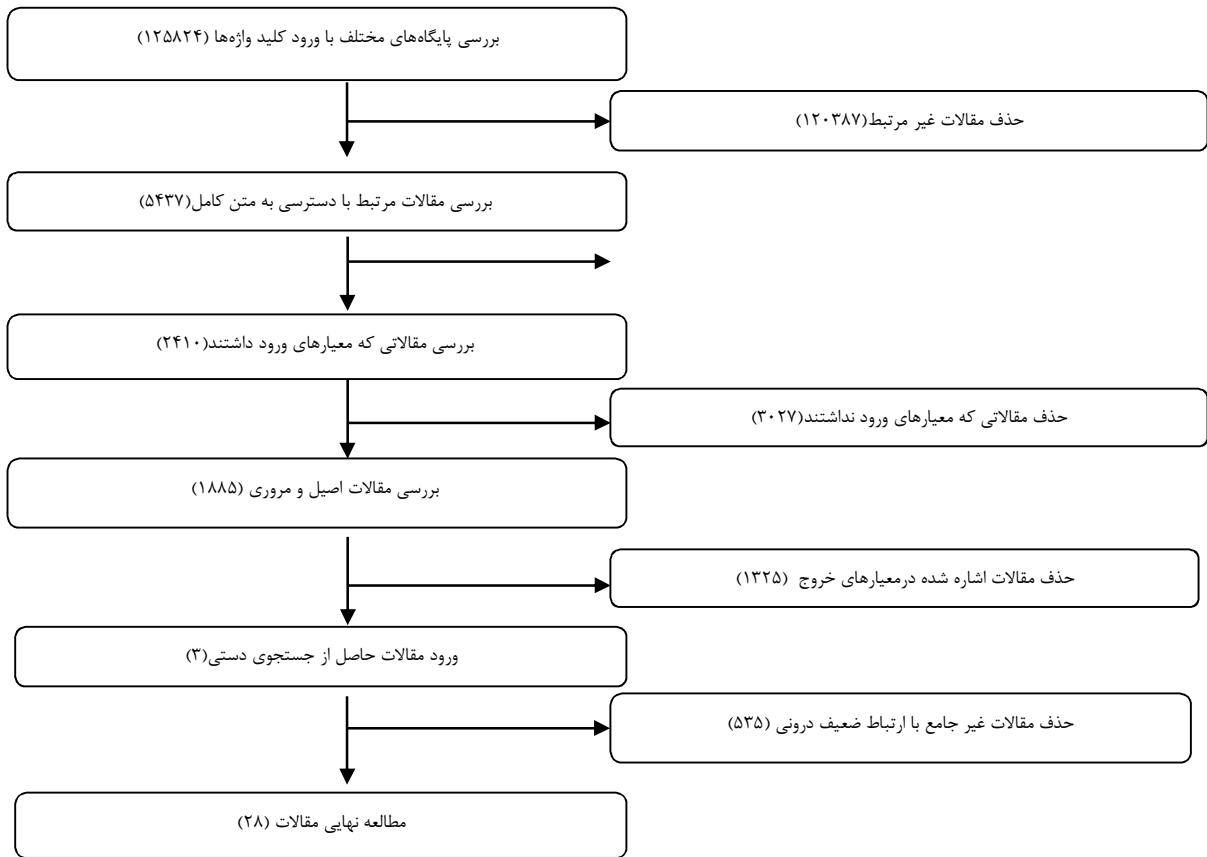 بررسی پایگاه‌های مختلف با ورود کلید واژه‌ها (۱۲۵۸۲۴)
حذف مقالات غیر مرتبط(۱۲۰۳۸۷)
بررسی مقالات مرتبط با دسترسی به متن کامل(۵۴۳۷)
بررسی مقالاتی که معیارهای ورود داشتند(۲۴۱۰)
حذف مقالاتی که معیارهای ورود نداشتند(۳۰۲۷)
بررسی مقالات اصیل و مروری (۱۸۸۵)
حذف مقالات اشاره شده درمعیارهای خروج (۱۳۲۵)
ورود مقالات حاصل از جستجوی دستی(۳)
حذف مقالات غیر جامع با ارتباط ضعیف درونی (۵۳۵)
مطالعه نهایی مقالات (۲۸)